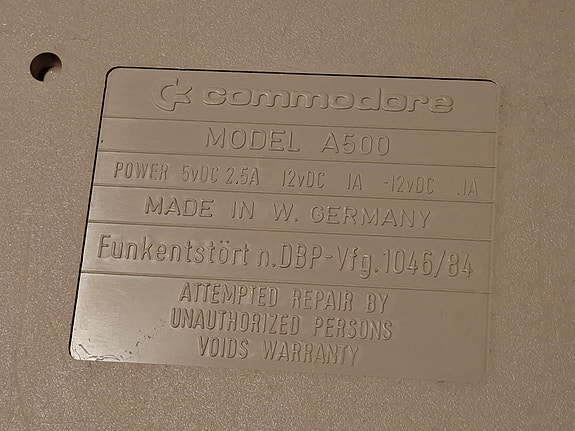 commodore
MODEL A500
POWER 5vDC 2.5A 12vDC 1A -12vDC .1A
MADE IN W. GERMANY
Funkentstört n.DBP-Vfg.1046/84
ATTEMPTED REPAIR BY
UNAUTHORIZED PERSONS
VOIDS WARRANTY